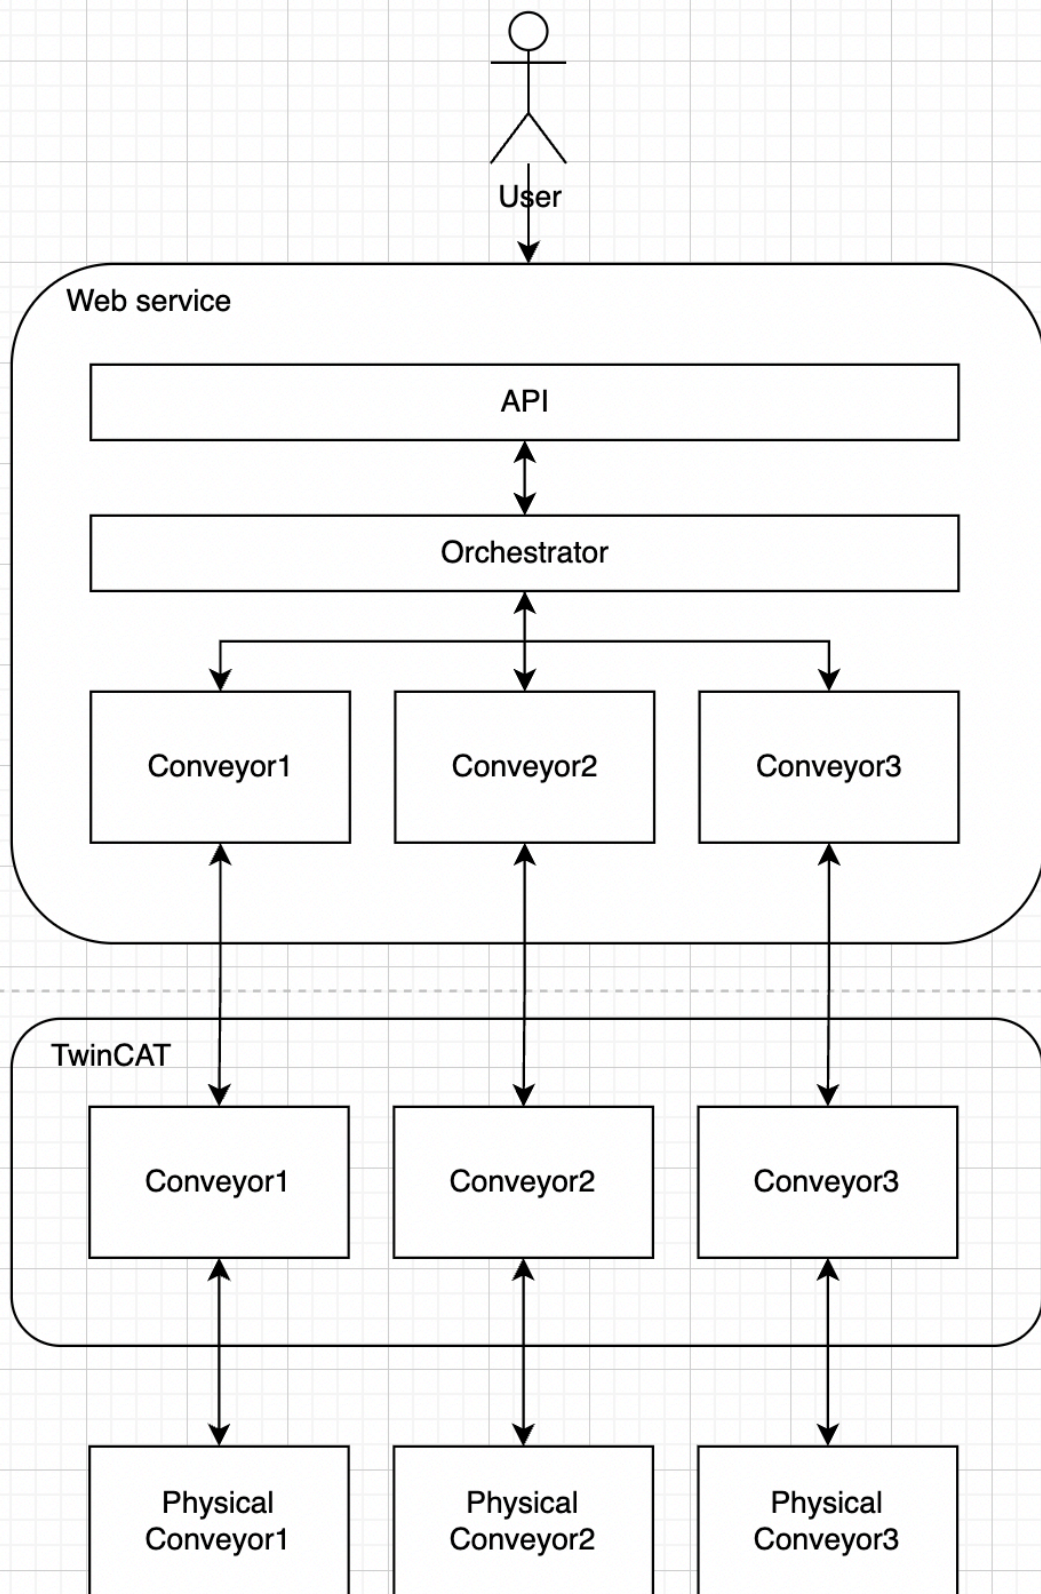 User
Web service
API
Orchestrator
Conveyor1
Conveyor2
Conveyor3
TwinCAT
Conveyor1
Conveyor2
Conveyor3
Physical
Conveyor1
Physical
Conveyor2
Physical
Conveyor3